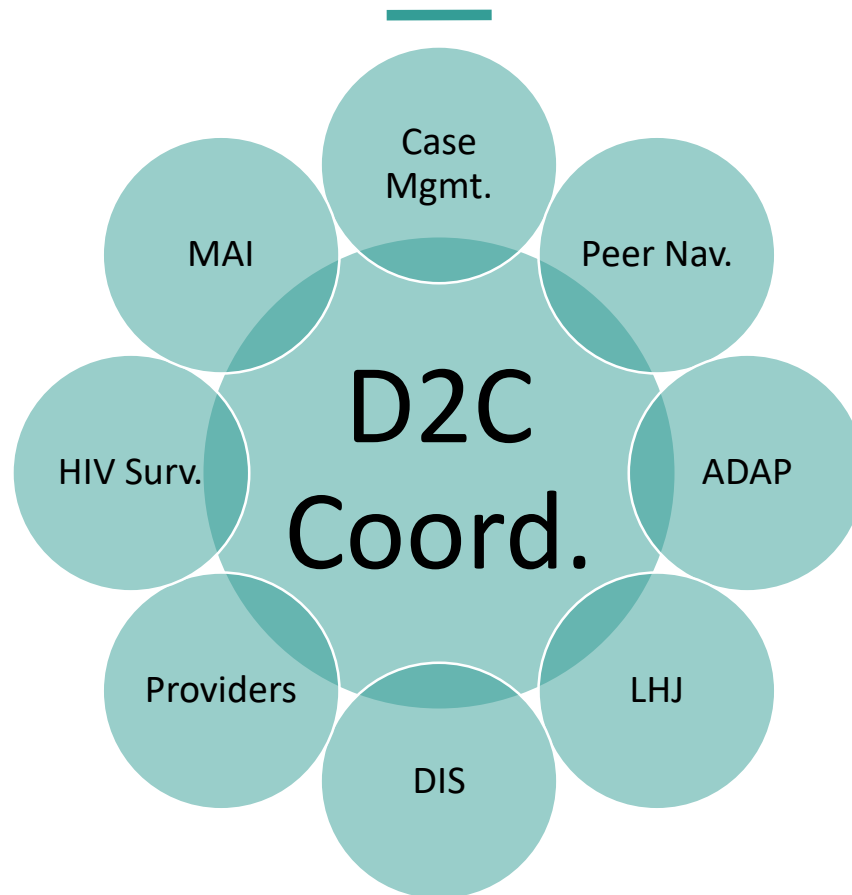 Case
Mgmt.
MAI
Peer Nav.
D2C
Coord.
HIV Surv.
ADAP
Providers
LHJ
DIS